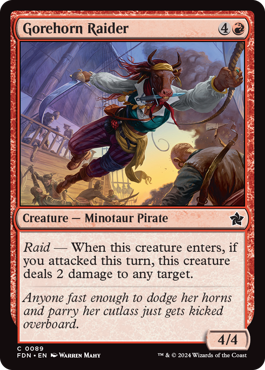 Gorehorn Raider 4
Creature — Minotaur Pirate
Raid — When this creature enters, if
you attacked this turn, this creature
deals 2 damage to any target.
Anyone fast enough to dodge her horns
and parry her cutlass just gets kicked
overboard.
4/4
C 0089
FDN • EN WARREN MAHY
™ & © 2024 Wizards of the Coast